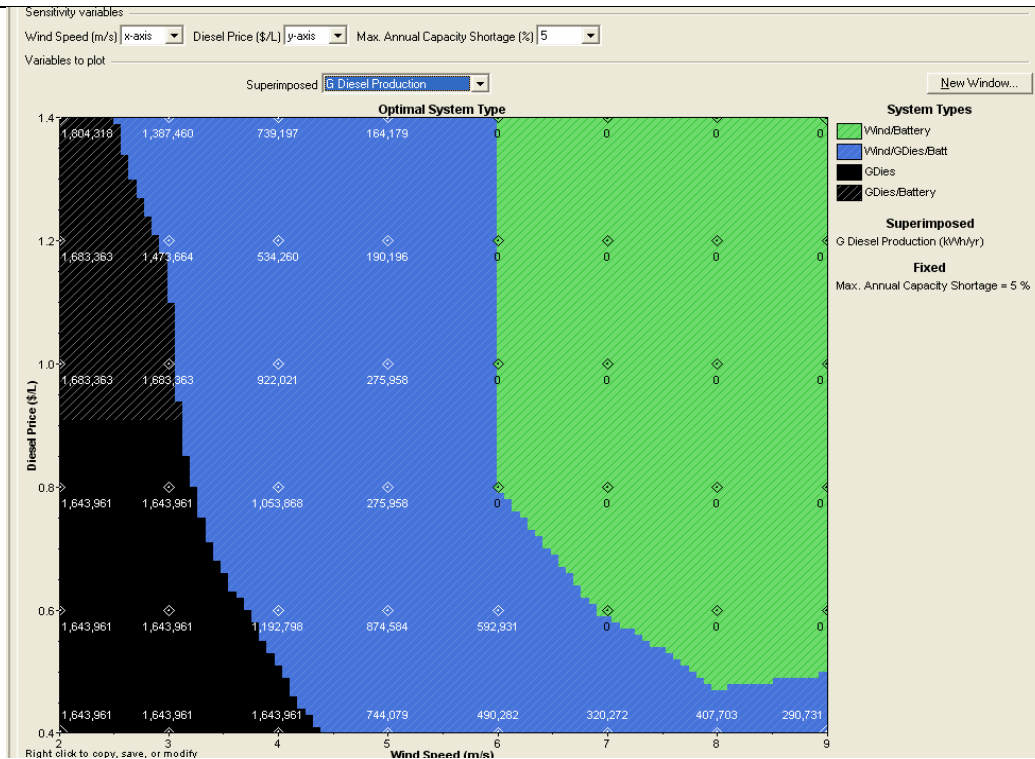 Sensitivity variables
Wind Speed (m/s) x-axis Diesel Price ($/L) y-axis Max. Annual Capacity Shortage (%) 5
Variables to plot
Superimposed G Diesel Production New Window...
Optimal System Type
System Types
Wind/Battery
Wind/GDies/Batt
GDies
GDies/Battery
Superimposed
G Diesel Production (kWh/yr)
Fixed
Max. Annual Capacity Shortage = 5 %
Diesel Price ($/L)
1.4 1,804,318 1,387,460 739,197 164,179 0 0 0 0
1.2 1,683,363 1,473,664 534,260 190,196 0 0 0 0
1.0 1,683,363 1,683,363 922,021 275,958 0 0 0 0
0.8 1,643,961 1,643,961 1,053,868 275,958 0 0 0 0
0.6 1,643,961 1,643,961 1,192,798 874,584 592,931 0 0 0
0.4 1,643,961 1,643,961 1,643,961 744,079 490,282 320,272 407,703 290,731
2 3 4 5 6 7 8 9
Wind Speed (m/s)
Right click to copy, save, or modify